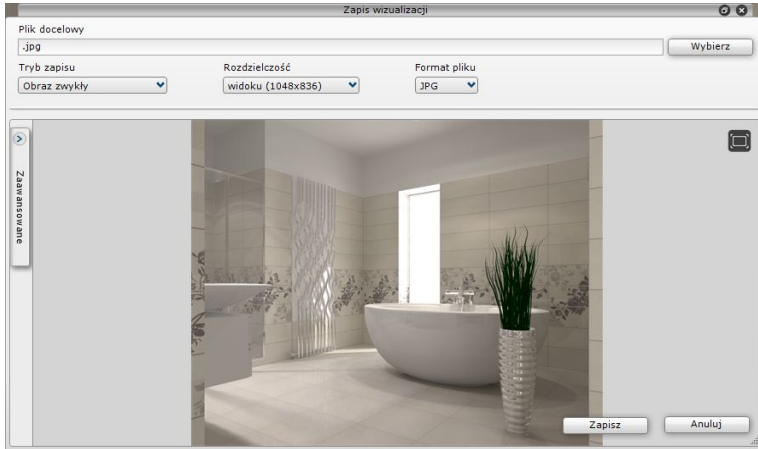 Zapis wizualizacji
Plik docelowy
.jpg
Wybierz
Tryb zapisu
Rozdzielczość
Format pliku
Obraz zwykły
widoku (1048x836)
JPG
Zaawansowane
Zapisz
Anuluj